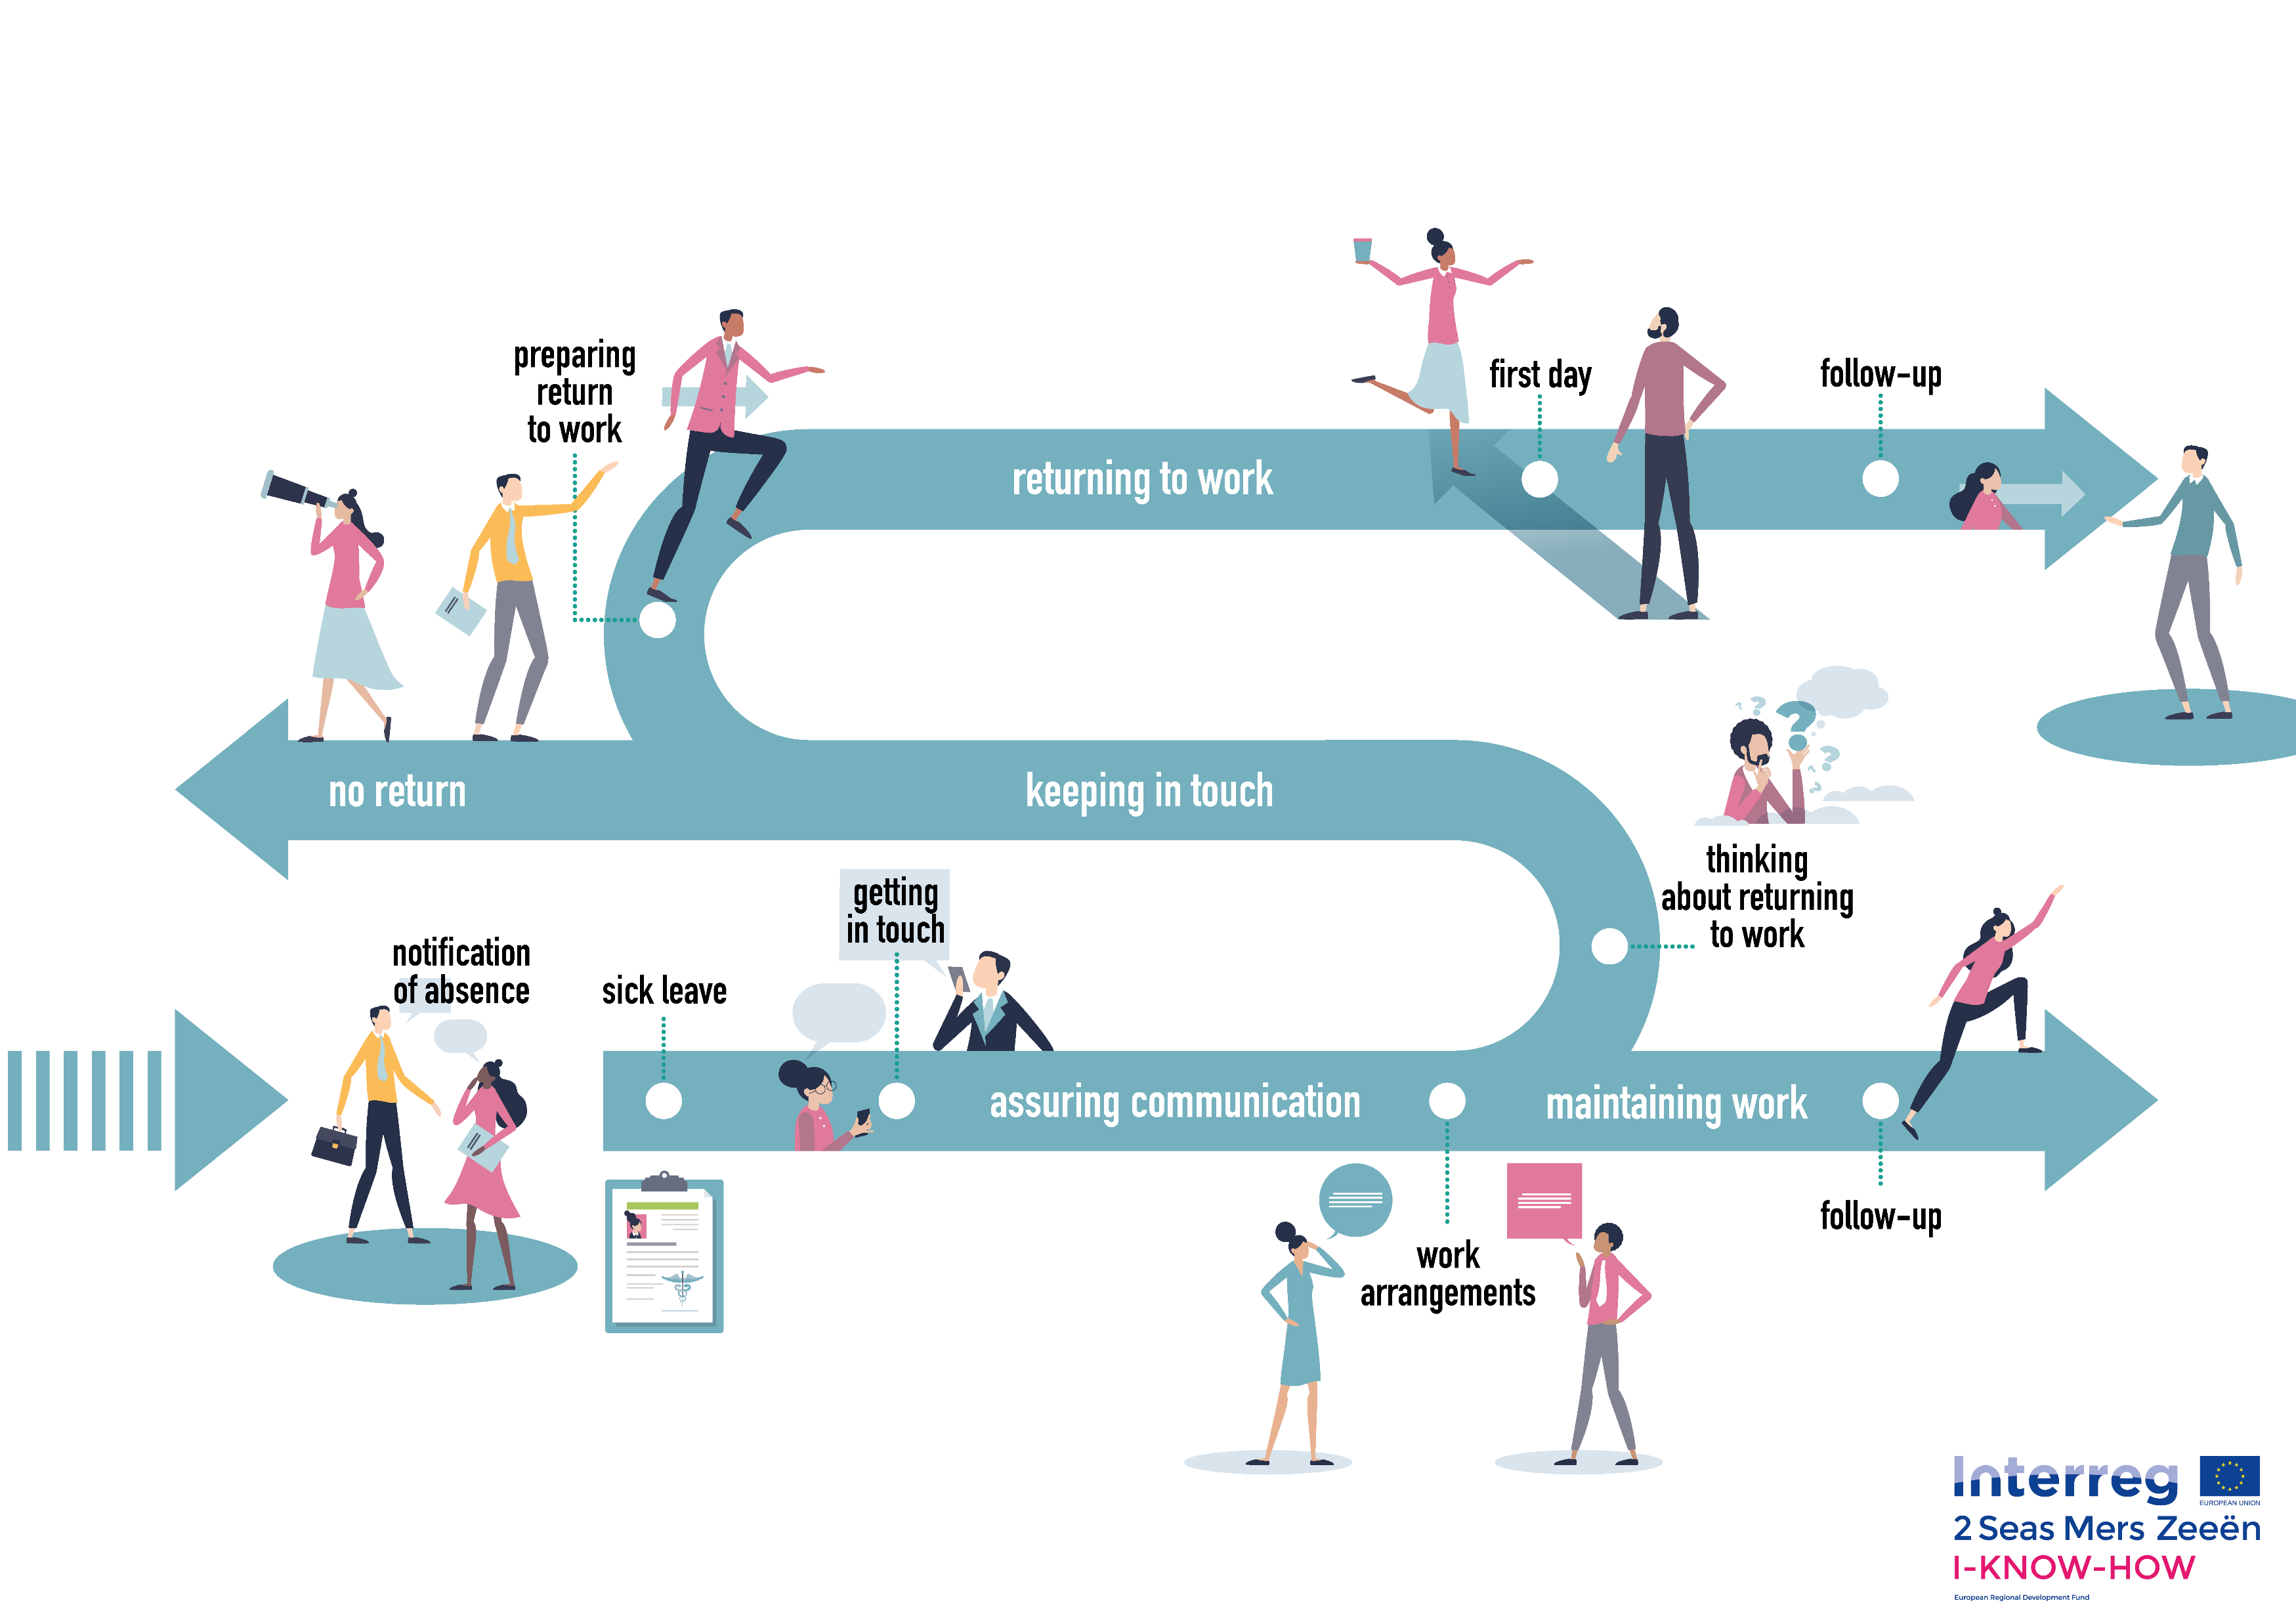 preparing
return
to work
first day
follow-up
returning to work
no return
keeping in touch
thinking
about returning
to work
getting
in touch
notification
of absence
sick leave
assuring communication
maintaining work
follow-up
work
arrangements
Interreg
EUROPEAN UNION
2 Seas Mers Zeeën
I-KNOW-HOW
European Regional Development Fund